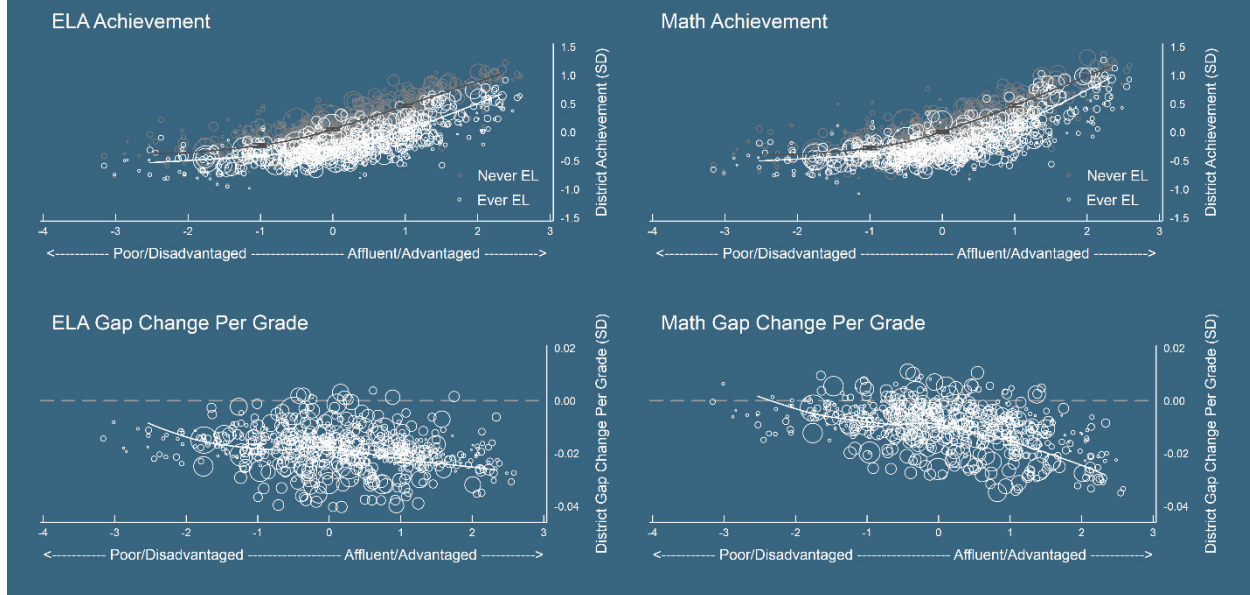 ELA Achievement
1.5
1.0
0.5
0.0
-0.5
-1.0
-1.5
District Achievement (SD)
Never EL
Ever EL
-4 -3 -2 -1 0 1 2 3
<----------- Poor/Disadvantaged ----------------- Affluent/Advantaged ----------->
Math Achievement
1.5
1.0
0.5
0.0
-0.5
-1.0
-1.5
District Achievement (SD)
Never EL
Ever EL
-4 -3 -2 -1 0 1 2 3
<----------- Poor/Disadvantaged ----------------- Affluent/Advantaged ----------->
ELA Gap Change Per Grade
0.02
0.00
-0.02
-0.04
District Gap Change Per Grade (SD)
-4 -3 -2 -1 0 1 2 3
<----------- Poor/Disadvantaged ----------------- Affluent/Advantaged ----------->
Math Gap Change Per Grade
0.02
0.00
-0.02
-0.04
District Gap Change Per Grade (SD)
-4 -3 -2 -1 0 1 2 3
<----------- Poor/Disadvantaged ----------------- Affluent/Advantaged ----------->